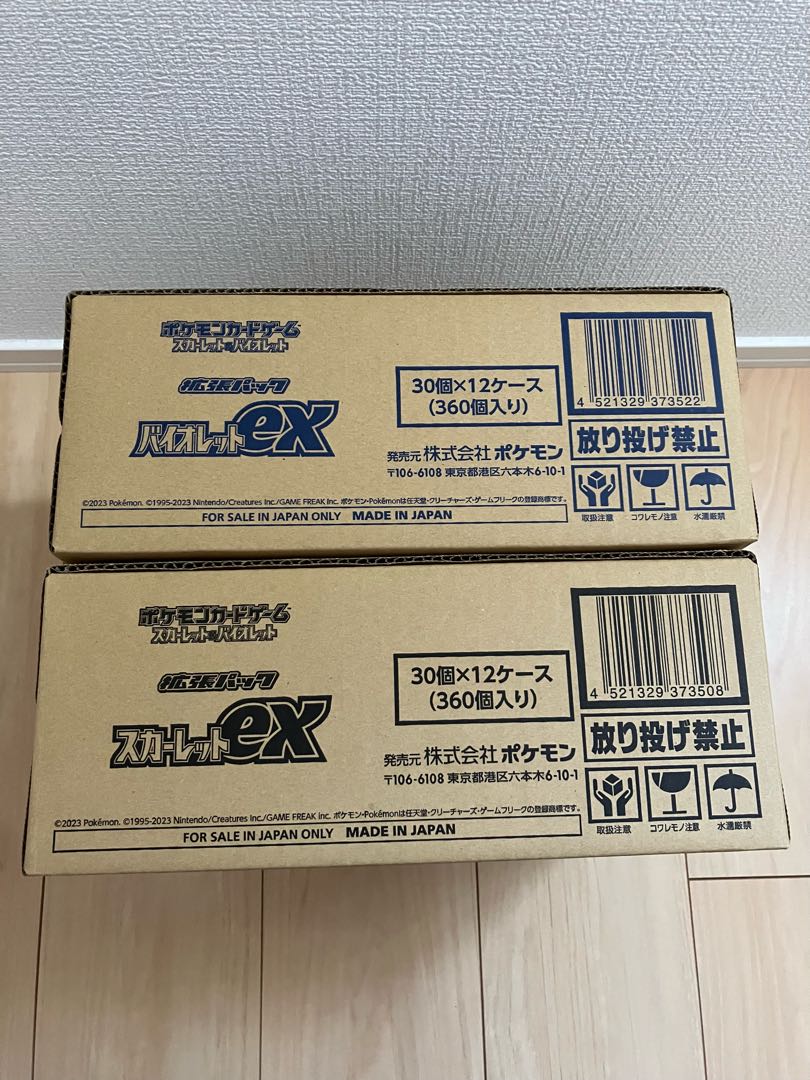 ポケモンカードゲーム
スカーレット&バイオレット
拡張パック
バイオレットex
30個×12ケース
(360個入り)
発売元 株式会社 ポケモン
〒106-6108 東京都港区六本木6-10-1
4 521329 373522
放り投げ禁止
取扱注意 コワレモノ注意 水濡厳禁
©2023 Pokémon. ©1995-2023 Nintendo/Creatures Inc./GAME FREAK inc. ポケモン・Pokémonは任天堂・クリーチャーズ・ゲームフリークの登録商標です。
FOR SALE IN JAPAN ONLY MADE IN JAPAN
ポケモンカードゲーム
スカーレット&バイオレット
拡張パック
スカーレットex
30個×12ケース
(360個入り)
発売元 株式会社 ポケモン
〒106-6108 東京都港区六本木6-10-1
4 521329 373508
放り投げ禁止
取扱注意 コワレモノ注意 水濡厳禁
©2023 Pokémon. ©1995-2023 Nintendo/Creatures Inc./GAME FREAK inc. ポケモン・Pokémonは任天堂・クリーチャーズ・ゲームフリークの登録商標です。
FOR SALE IN JAPAN ONLY MADE IN JAPAN